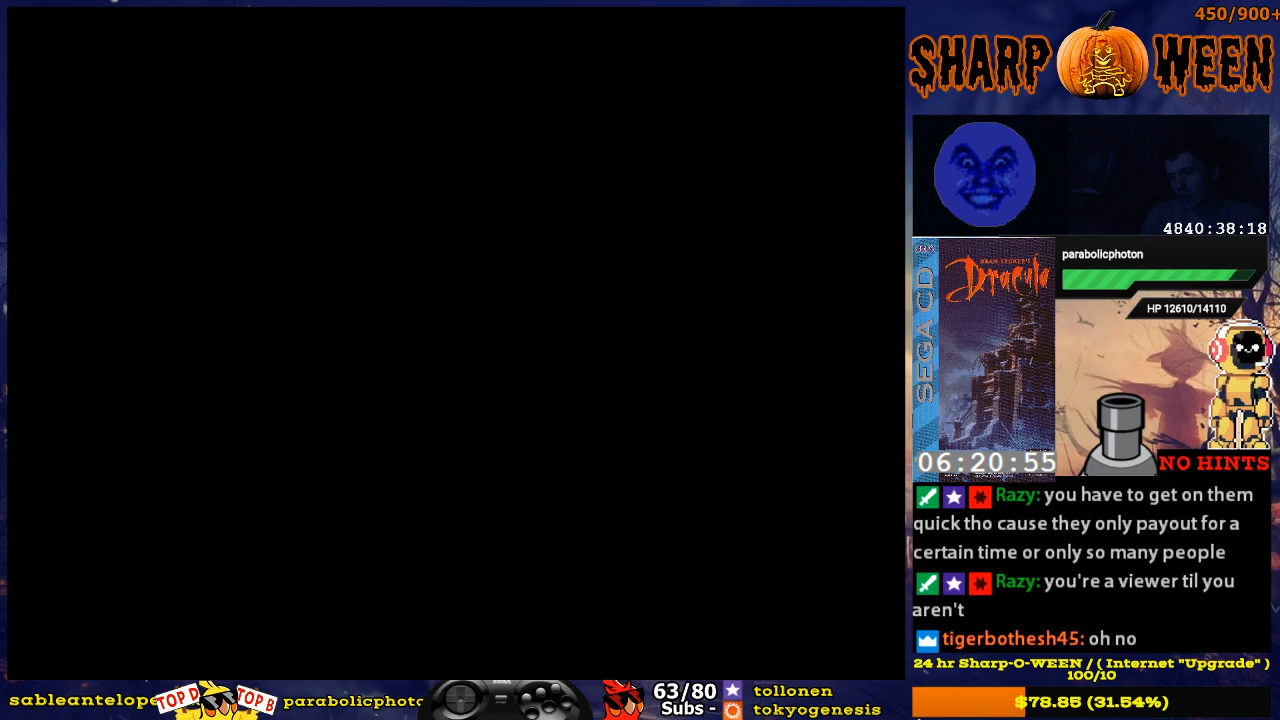 450/900+
SHARP WEEN
4840:38:18
SEGA CD
BRAM STOKER'S
Dracula
06:20:55
parabolicphoton
HP 12610/14110
NO HINTS
Razy: you have to get on them
quick tho cause they only payout for a
certain time or only so many people
Razy: you're a viewer til you
aren't
tigerbothesh45: oh no
24 hr Sharp-O-WEEN / ( Internet "Upgrade" )
100/10
$78.85 (31.54%)
sableantelope
TOP D
TOP B
parabolicphoto
63/80
Subs -
tollonen
tokyogenesis